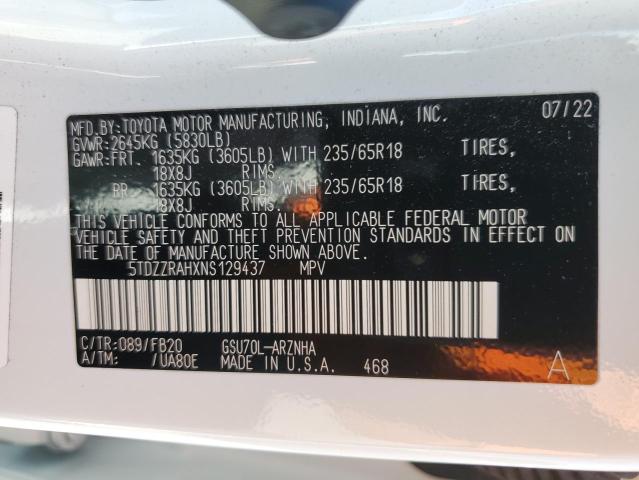 MFD.BY:TOYOTA MOTOR MANUFACTURING, INDIANA, INC. 07/22
GVWR:2645KG (5830LB)
GAWR:FRT. 1635KG (3605LB) WITH 235/65R18 TIRES,
18X8J RIMS.
RR 1635KG (3605LB) WITH 235/65R18 TIRES,
18X8J RIMS.
THIS VEHICLE CONFORMS TO ALL APPLICABLE FEDERAL MOTOR
VEHICLE SAFETY AND THEFT PREVENTION STANDARDS IN EFFECT ON
THE DATE OF MANUFACTURE SHOWN ABOVE.
5TDZZRAHXNS129437 MPV
C/TR:089/FB20 GSU70L-ARZNHA
A/TM: /UA80E MADE IN U.S.A. 468 A